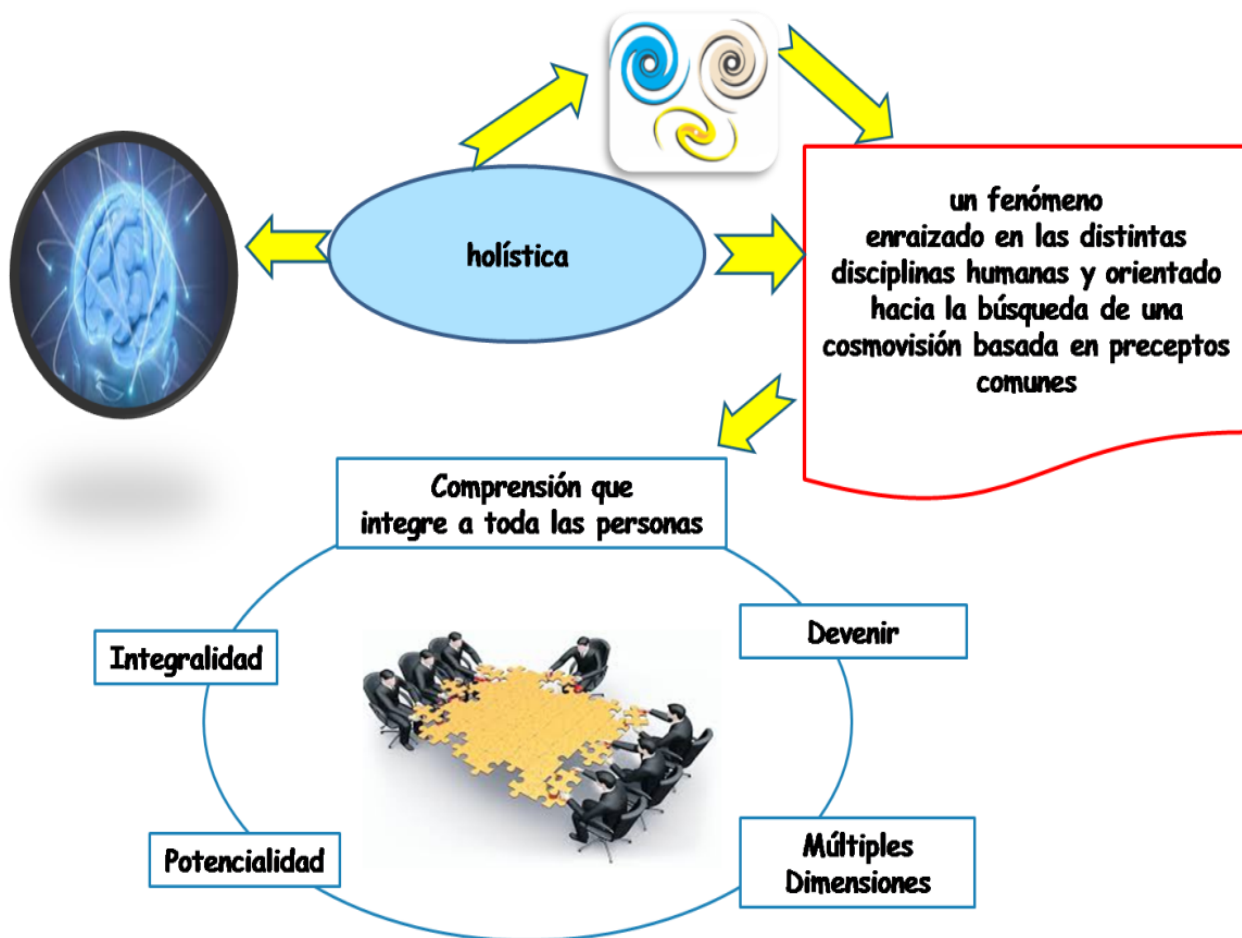 holística
un fenómeno
enraizado en las distintas
disciplinas humanas y orientado
hacia la búsqueda de una
cosmovisión basada en preceptos
comunes
Comprensión que
integre a toda las personas
Integralidad
Devenir
Potencialidad
Múltiples
Dimensiones